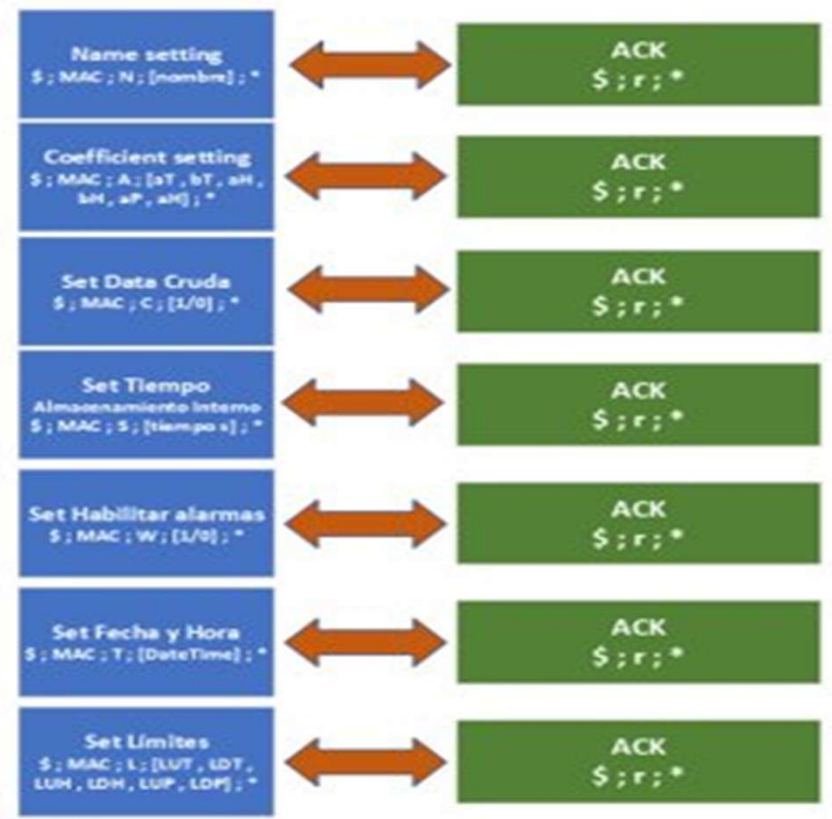 Name setting
$ ; MAC ; N ; [nombre] ; *
ACK
$ ; r ; *
Coefficient setting
$ ; MAC ; A ; [aT , bT , aH ,
bH , aP , aH] ; *
ACK
$ ; r ; *
Set Data Cruda
$ ; MAC ; C ; [1/0] ; *
ACK
$ ; r ; *
Set Tiempo
Almacenamiento Interno
$ ; MAC ; S ; [tiempo s] ; *
ACK
$ ; r ; *
Set Habilitar alarmas
$ ; MAC ; W ; [1/0] ; *
ACK
$ ; r ; *
Set Fecha y Hora
$ ; MAC ; T ; [DateTime] ; *
ACK
$ ; r ; *
Set Límites
$ ; MAC ; L ; [LUT , LDT ,
LUH , LDH , LUP , LDP] ; *
ACK
$ ; r ; *